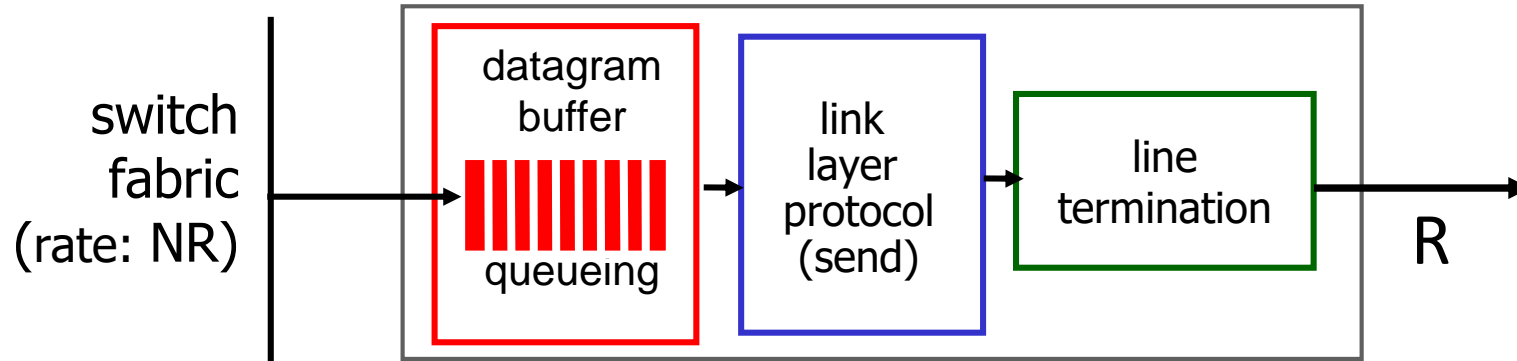 switch
fabric
(rate: NR)
datagram
buffer
queueing
link
layer
protocol
(send)
line
termination
R